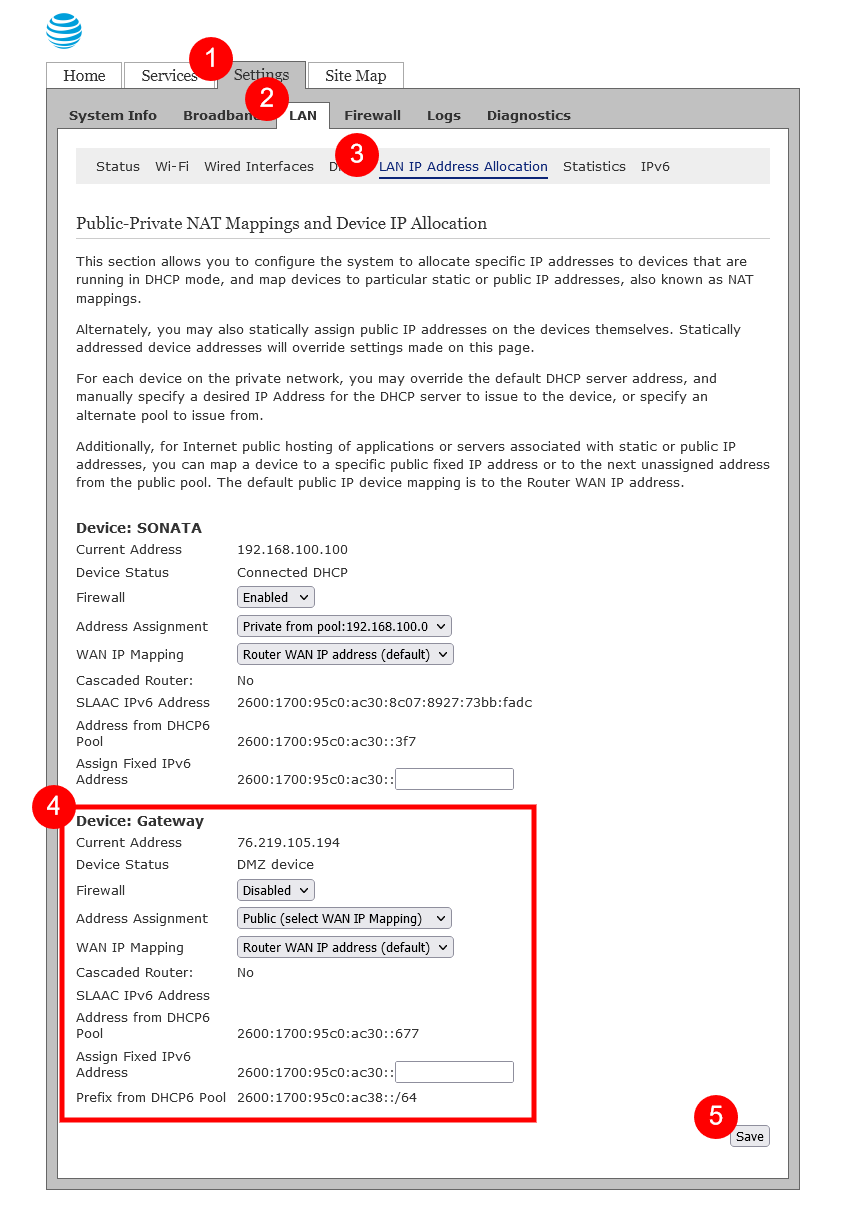 1
Home Services Settings Site Map
2
System Info LAN Firewall Logs Diagnostics
3
Status Wi-Fi Wired Interfaces LAN IP Address Allocation Statistics IPv6
Public-Private NAT Mappings and Device IP Allocation
This section allows you to configure the system to allocate specific IP addresses to devices that are
running in DHCP mode, and map devices to particular static or public IP addresses, also known as NAT
mappings.
Alternately, you may also statically assign public IP addresses on the devices themselves. Statically
addressed device addresses will override settings made on this page.
For each device on the private network, you may override the default DHCP server address, and
manually specify a desired IP Address for the DHCP server to issue to the device, or specify an
alternate pool to issue from.
Additionally, for Internet public hosting of applications or servers associated with static or public IP
addresses, you can map a device to a specific public fixed IP address or to the next unassigned address
from the public pool. The default public IP device mapping is to the Router WAN IP address.
Device: SONATA
Current Address 192.168.100.100
Device Status Connected DHCP
Firewall Enabled
Address Assignment Private from pool:192.168.100.0
WAN IP Mapping Router WAN IP address (default)
Cascaded Router: No
SLAAC IPv6 Address 2600:1700:95c0:ac30:8c07:8927:73bb:fadc
Address from DHCP6
Pool 2600:1700:95c0:ac30::3f7
Assign Fixed IPv6
Address 2600:1700:95c0:ac30::
4
Device: Gateway
Current Address 76.219.105.194
Device Status DMZ device
Firewall Disabled
Address Assignment Public (select WAN IP Mapping)
WAN IP Mapping Router WAN IP address (default)
Cascaded Router: No
SLAAC IPv6 Address
Address from DHCP6
Pool 2600:1700:95c0:ac30::677
Assign Fixed IPv6
Address 2600:1700:95c0:ac30::
Prefix from DHCP6 Pool 2600:1700:95c0:ac38::/64
5
Save